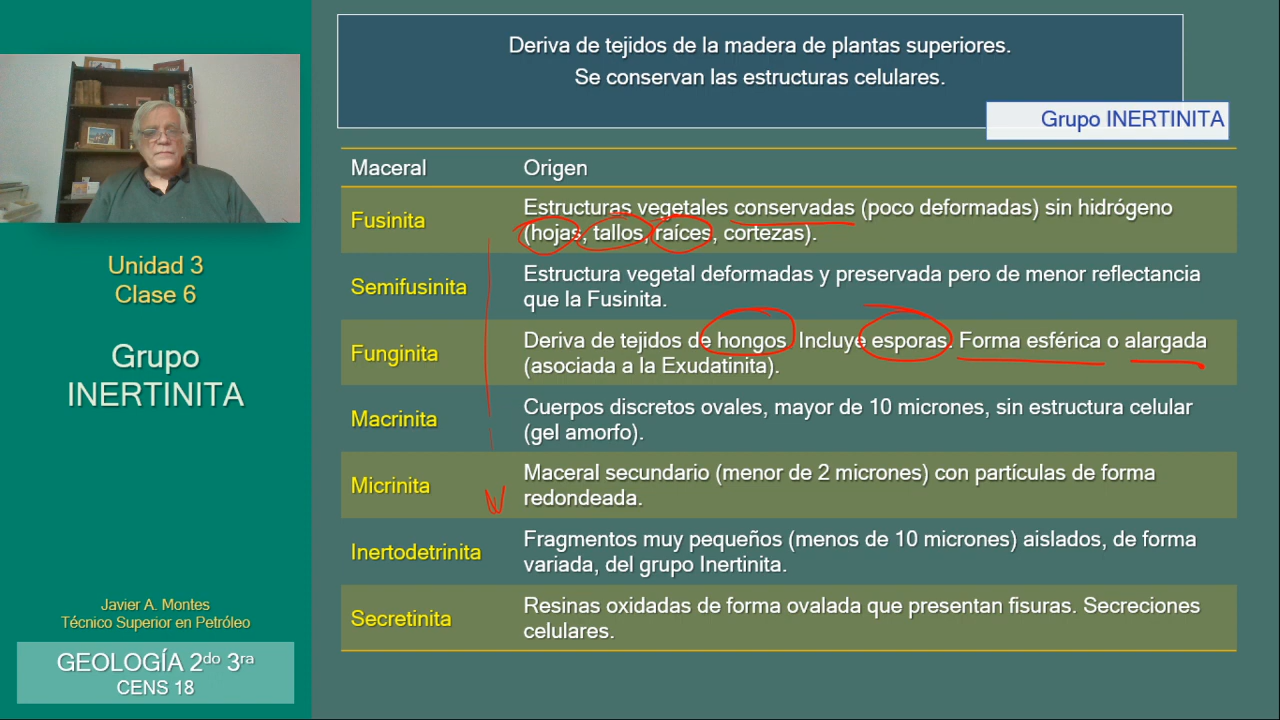 Deriva de tejidos de la madera de plantas superiores.
Se conservan las estructuras celulares.
Grupo INERTINITA
Maceral Origen
Fusinita Estructuras vegetales conservadas (poco deformadas) sin hidrógeno
(hojas, tallos, raíces, cortezas).
Semifusinita Estructura vegetal deformadas y preservada pero de menor reflectancia
que la Fusinita.
Funginita Deriva de tejidos de hongos. Incluye esporas. Forma esférica o alargada
(asociada a la Exudatinita).
Macrinita Cuerpos discretos ovales, mayor de 10 micrones, sin estructura celular
(gel amorfo).
Micrinita Maceral secundario (menor de 2 micrones) con partículas de forma
redondeada.
Inertodetrinita Fragmentos muy pequeños (menos de 10 micrones) aislados, de forma
variada, del grupo Inertinita.
Secretinita Resinas oxidadas de forma ovalada que presentan fisuras. Secreciones
celulares.
Unidad 3
Clase 6
Grupo
INERTINITA
Javier A. Montes
Técnico Superior en Petróleo
GEOLOGÍA 2do 3ra
CENS 18